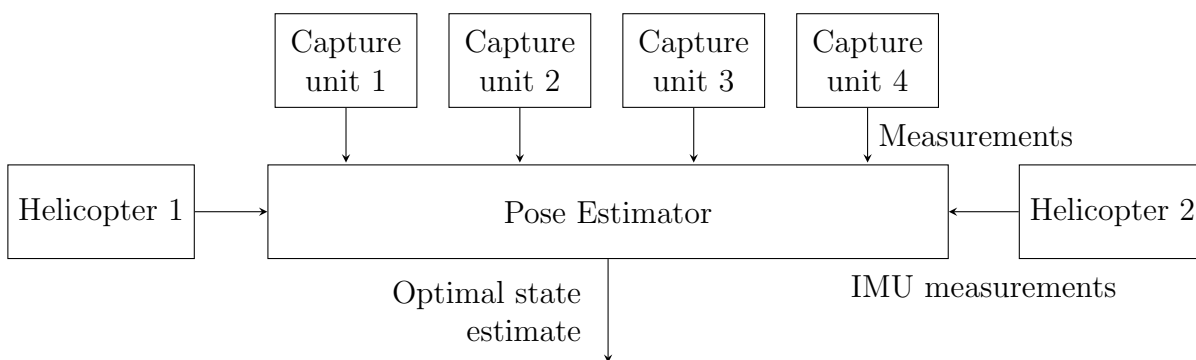 Capture
unit 1
Capture
unit 2
Capture
unit 3
Capture
unit 4
Measurements
Helicopter 1
Pose Estimator
Helicopter 2
Optimal state
estimate
IMU measurements